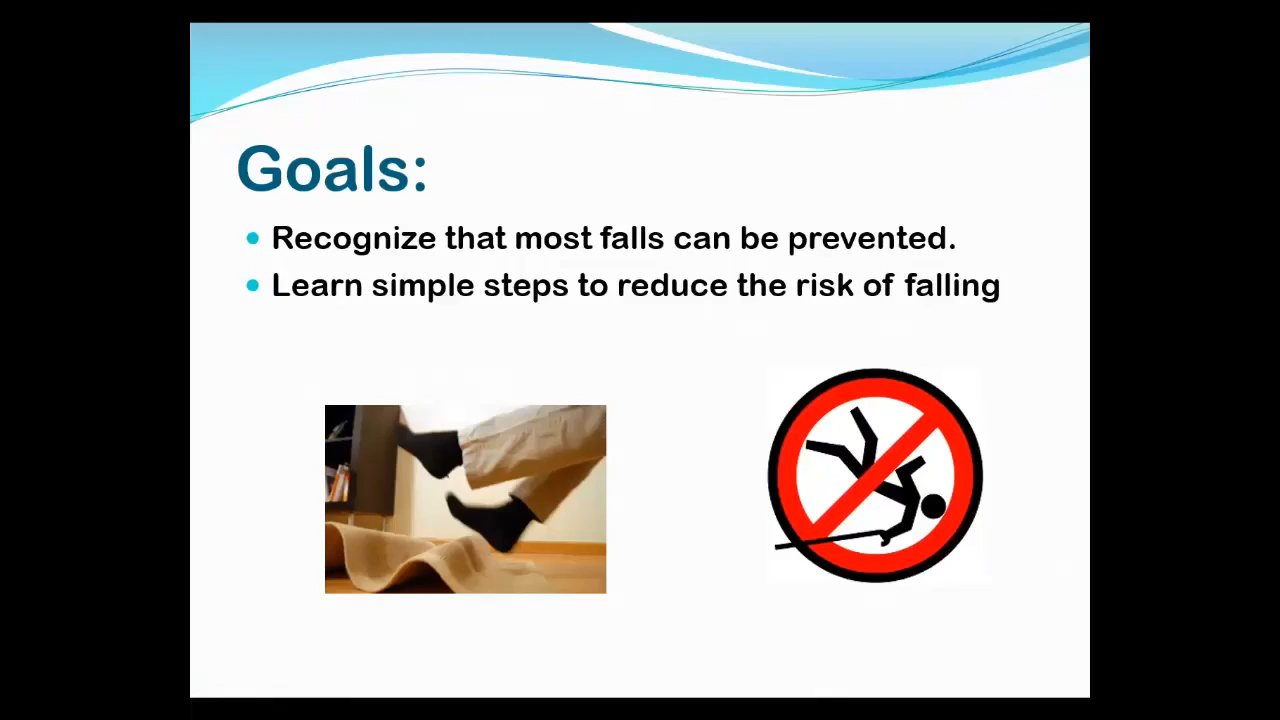 Goals:
Recognize that most falls can be prevented.
Learn simple steps to reduce the risk of falling